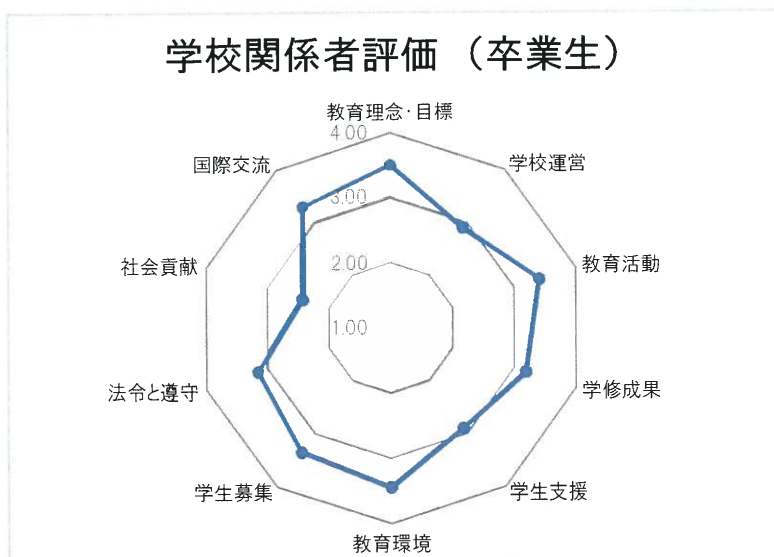 学校関係者評価 （卒業生）
教育理念・目標
4.00
国際交流
学校運営
3.00
社会貢献
教育活動
2.00
1.00
法令と遵守
学修成果
学生募集
学生支援
教育環境